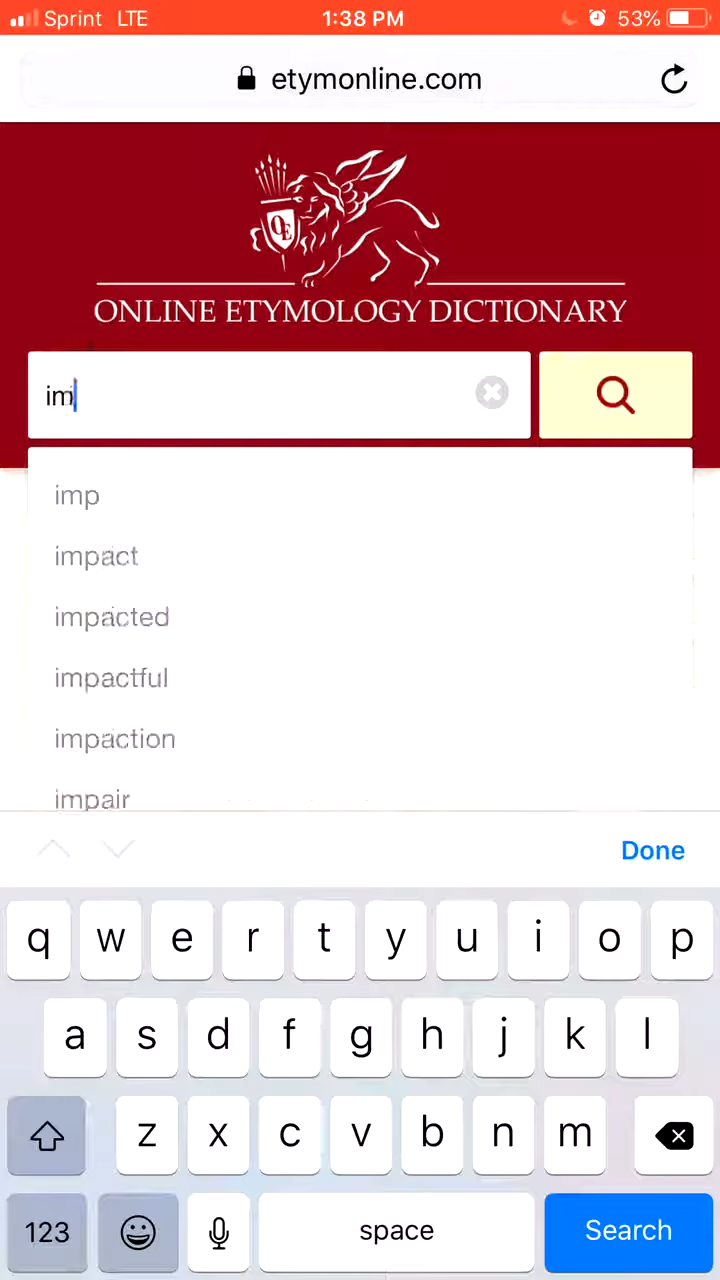 Sprint LTE 1:38 PM 53%
etymonline.com
OE
ONLINE ETYMOLOGY DICTIONARY
im
imp
impact
impacted
impactful
impaction
impair
Done
q w e r t y u i o p
a s d f g h j k l
z x c v b n m
123 space Search